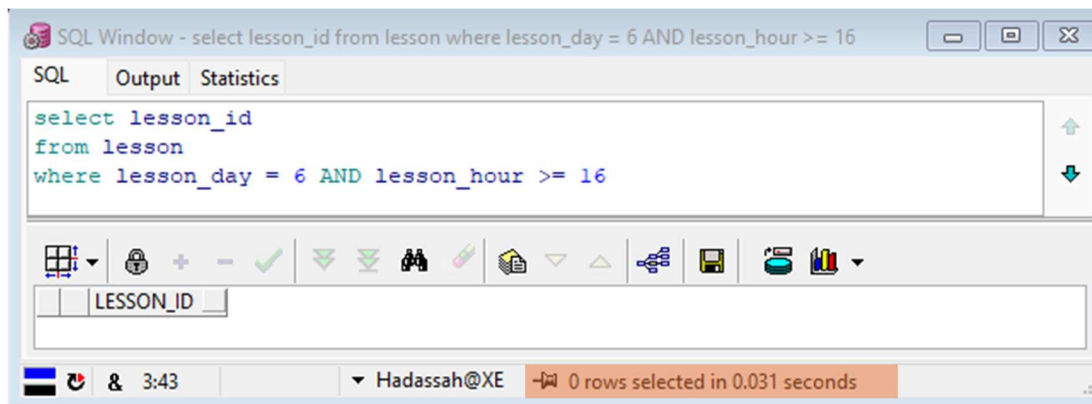 SQL Window - select lesson_id from lesson where lesson_day = 6 AND lesson_hour >= 16
SQL Output Statistics
select lesson_id
from lesson
where lesson_day = 6 AND lesson_hour >= 16
LESSON_ID
& 3:43 Hadassah@XE 0 rows selected in 0.031 seconds